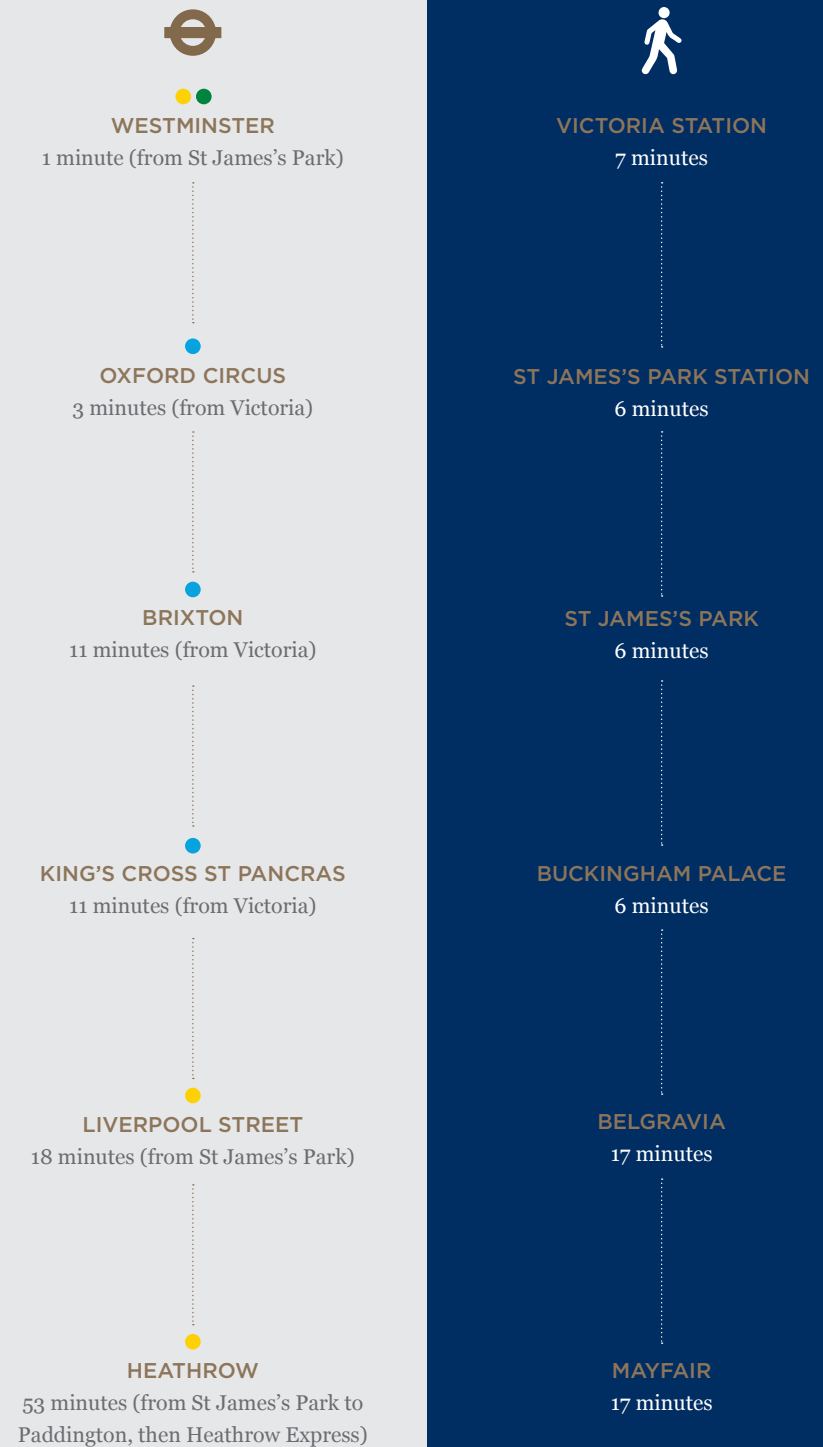 WESTMINSTER
1 minute (from St James’s Park)
OXFORD CIRCUS
3 minutes (from Victoria)
BRIXTON
11 minutes (from Victoria)
KING’S CROSS ST PANCRAS
11 minutes (from Victoria)
LIVERPOOL STREET
18 minutes (from St James’s Park)
HEATHROW
53 minutes (from St James’s Park to
Paddington, then Heathrow Express)
VICTORIA STATION
7 minutes
ST JAMES’S PARK STATION
6 minutes
ST JAMES’S PARK
6 minutes
BUCKINGHAM PALACE
6 minutes
BELGRAVIA
17 minutes
MAYFAIR
17 minutes